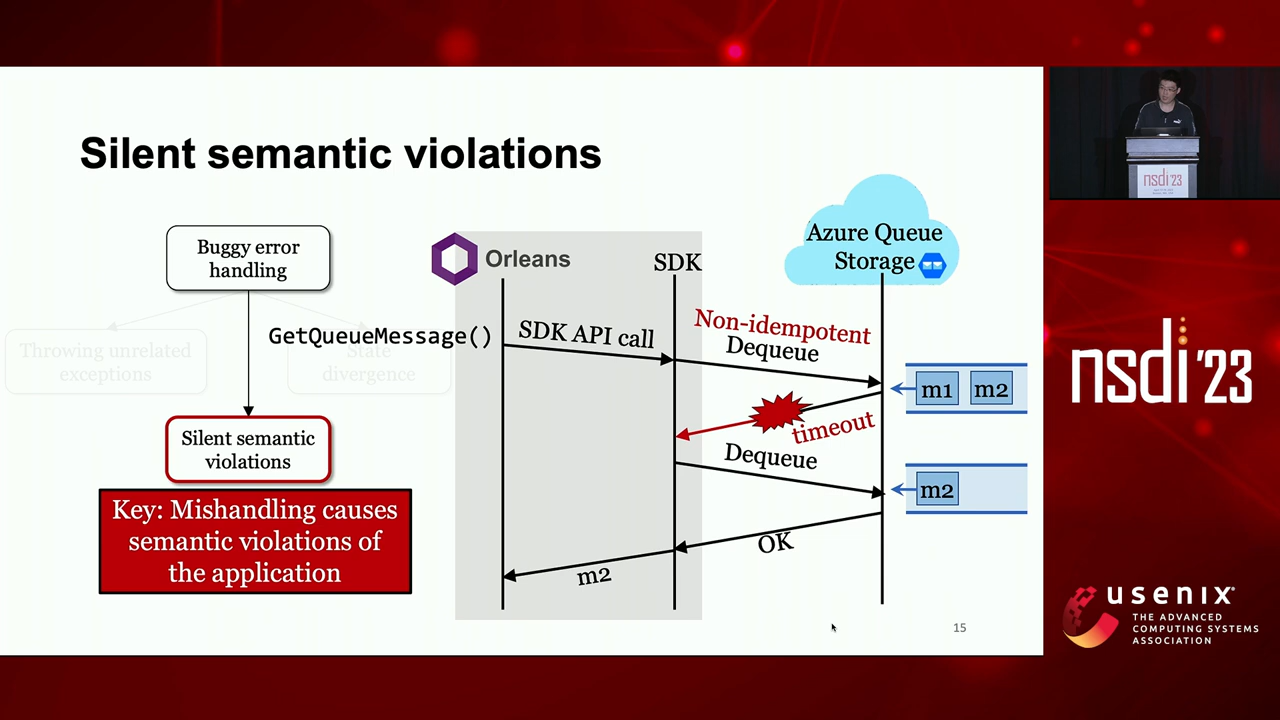 Silent semantic violations
Buggy error
handling
Throwing unrelated
exceptions
State
divergence
Silent semantic
violations
Key: Mishandling causes
semantic violations of
the application
Orleans
SDK
Azure Queue
Storage
GetQueueMessage()
SDK API call
Non-idempotent
Dequeue
m1
m2
timeout
Dequeue
m2
OK
m2
15
nsdi '23
nsdi '23
usenix
THE ADVANCED
COMPUTING SYSTEMS
ASSOCIATION